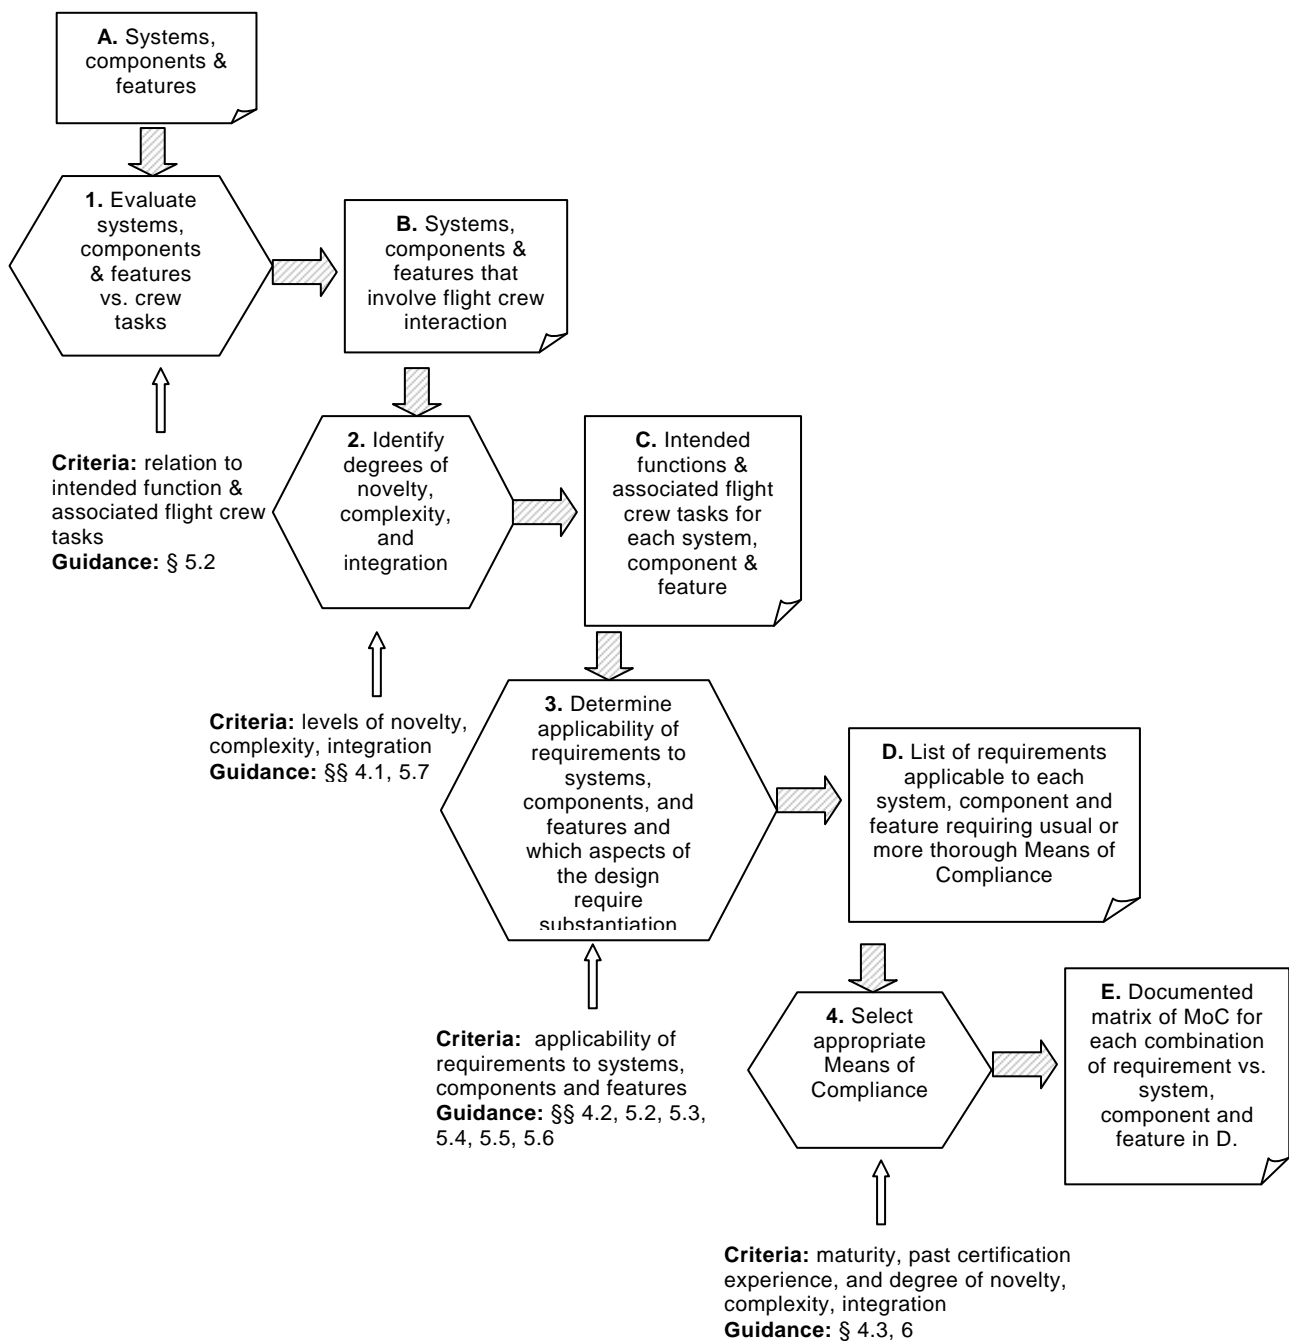 A. Systems,
components &
features
1. Evaluate
systems,
components
& features
vs. crew
tasks
B. Systems,
components &
features that
involve flight crew
interaction
Criteria: relation to
intended function &
associated flight crew
tasks
Guidance: § 5.2
2. Identify
degrees of
novelty,
complexity,
and
integration
C. Intended
functions &
associated flight
crew tasks for
each system,
component &
feature
Criteria: levels of novelty,
complexity, integration
Guidance: §§ 4.1, 5.7
3. Determine
applicability of
requirements to
systems,
components, and
features and
which aspects of
the design
require
substantiation
D. List of requirements
applicable to each
system, component and
feature requiring usual or
more thorough Means of
Compliance
Criteria: applicability of
requirements to systems,
components and features
Guidance: §§ 4.2, 5.2, 5.3,
5.4, 5.5, 5.6
4. Select
appropriate
Means of
Compliance
E. Documented
matrix of MoC for
each combination
of requirement vs.
system,
component and
feature in D.
Criteria: maturity, past certification
experience, and degree of novelty,
complexity, integration
Guidance: § 4.3, 6